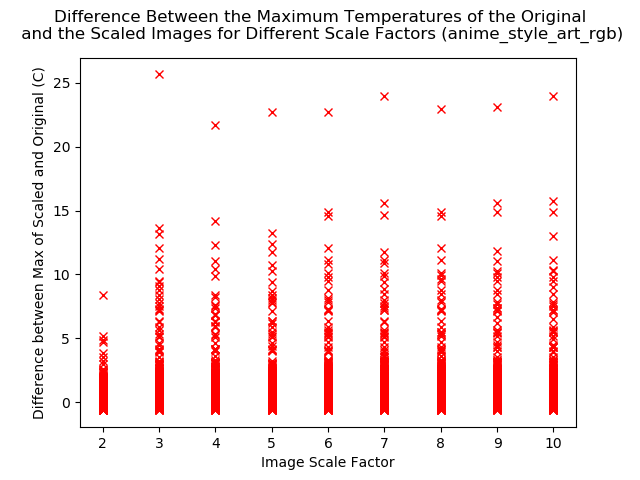 Difference Between the Maximum Temperatures of the Original
and the Scaled Images for Different Scale Factors (anime_style_art_rgb)
Difference between Max of Scaled and Original (C)
25
20
15
10
5
0
2 3 4 5 6 7 8 9 10
Image Scale Factor